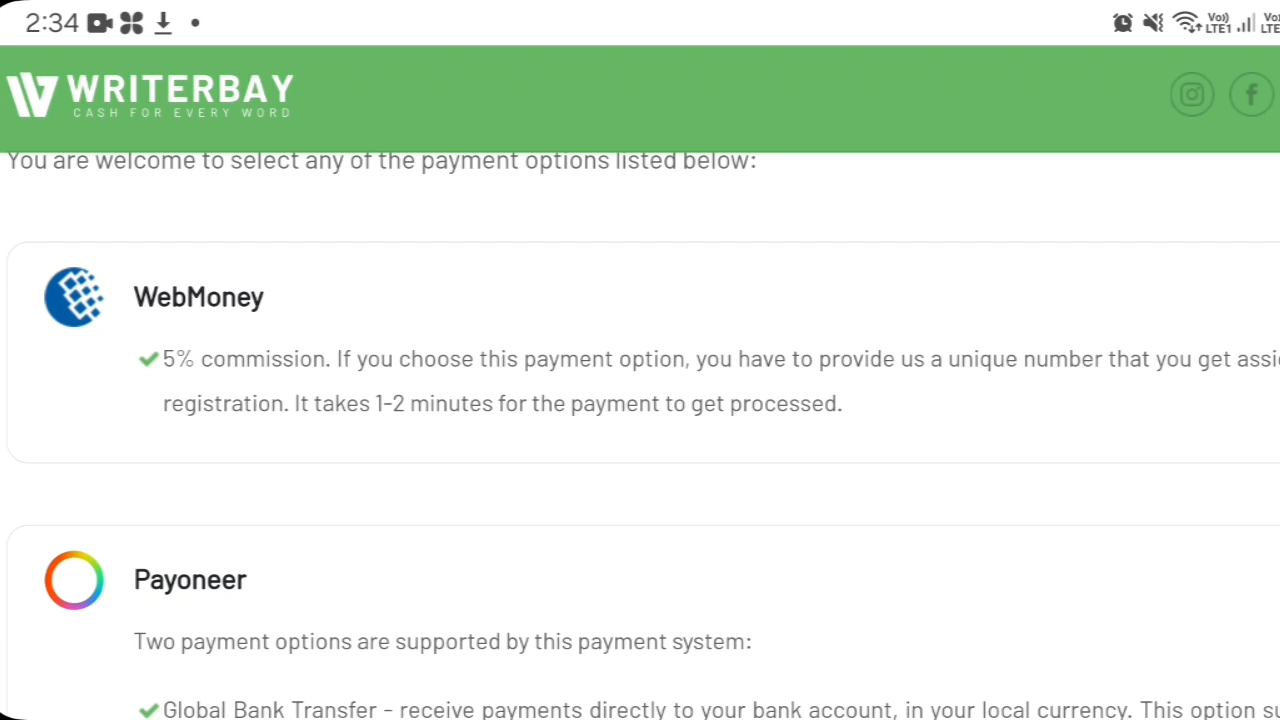 2:34
Vo)) LTE1
WRITERBAY
CASH FOR EVERY WORD
You are welcome to select any of the payment options listed below:
WebMoney
5% commission. If you choose this payment option, you have to provide us a unique number that you get
registration. It takes 1-2 minutes for the payment to get processed.
Payoneer
Two payment options are supported by this payment system:
Global Bank Transfer - receive payments directly to your bank account, in your local currency. This option